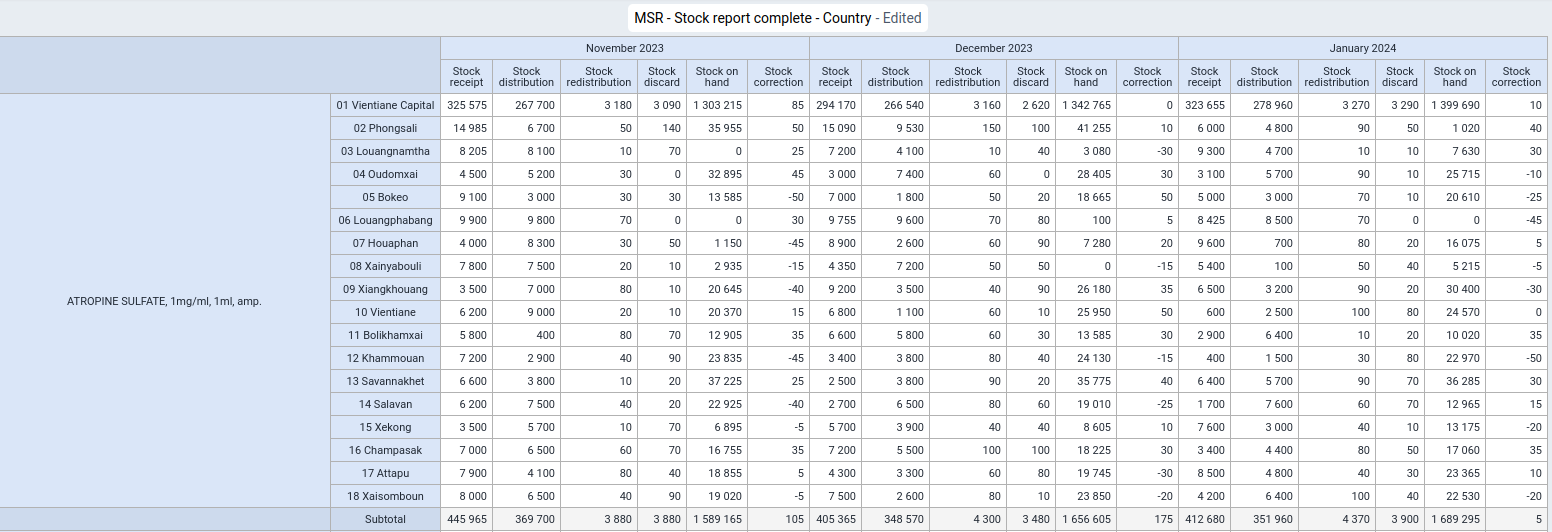 MSR - Stock report complete - Country - Edited
November 2023 December 2023 January 2024
Stock receipt Stock distribution Stock redistribution Stock discard Stock on hand Stock correction Stock receipt Stock distribution Stock redistribution Stock discard Stock on hand Stock correction Stock receipt Stock distribution Stock redistribution Stock discard Stock on hand Stock correction
ATROPINE SULFATE, 1mg/ml, 1ml, amp.
01 Vientiane Capital 325 575 267 700 3 180 3 090 1 303 215 85 294 170 266 540 3 160 2 620 1 342 765 0 323 655 278 960 3 270 3 290 1 399 690 10
02 Phongsali 14 985 6 700 50 140 35 955 50 15 090 9 530 150 100 41 255 10 6 000 4 800 90 50 1 020 40
03 Louangnamtha 8 205 8 100 10 70 0 25 7 200 4 100 10 40 3 080 -30 9 300 4 700 10 10 7 630 30
04 Oudomxai 4 500 5 200 30 0 32 895 45 3 000 7 400 60 0 28 405 30 3 100 5 700 90 10 25 715 -10
05 Bokeo 9 100 3 000 30 30 13 585 -50 7 000 1 800 50 20 18 665 50 5 000 3 000 70 10 20 610 -25
06 Louangphabang 9 900 9 800 70 0 0 30 9 755 9 600 70 80 100 5 8 425 8 500 70 0 0 -45
07 Houaphan 4 000 8 300 30 50 1 150 -45 8 900 2 600 60 90 7 280 20 9 600 700 80 20 16 075 5
08 Xainyabouli 7 800 7 500 20 10 2 935 -15 4 350 7 200 50 50 0 -15 5 400 100 50 40 5 215 -5
09 Xiangkhouang 3 500 7 000 80 10 20 645 -40 9 200 3 500 40 90 26 180 35 6 500 3 200 90 20 30 400 -30
10 Vientiane 6 200 9 000 20 10 20 370 15 6 800 1 100 60 10 25 950 50 600 2 500 100 80 24 570 0
11 Bolikhamxai 5 800 400 80 70 12 905 35 6 600 5 800 60 30 13 585 30 2 900 6 400 10 20 10 020 35
12 Khammouan 7 200 2 900 40 90 23 835 -45 3 400 3 800 80 40 24 130 -15 400 1 500 30 80 22 970 -50
13 Savannakhet 6 600 3 800 10 20 37 225 25 2 500 3 800 90 20 35 775 40 6 400 5 700 90 70 36 285 30
14 Salavan 6 200 7 500 40 20 22 925 -40 2 700 6 500 80 60 19 010 -25 1 700 7 600 60 70 12 965 15
15 Xekong 3 500 5 700 10 70 6 895 -5 5 700 3 900 40 40 8 605 10 7 600 3 000 40 10 13 175 -20
16 Champasak 7 000 6 500 60 70 16 755 35 7 200 5 500 100 100 18 225 30 3 400 4 400 80 50 17 060 35
17 Attapu 7 900 4 100 80 40 18 855 5 4 300 3 300 60 80 19 745 -30 8 500 4 800 40 30 23 365 10
18 Xaisomboun 8 000 6 500 40 90 19 020 -5 7 500 2 600 80 10 23 850 -20 4 200 6 400 100 40 22 530 -20
Subtotal 445 965 369 700 3 880 3 880 1 589 165 105 405 365 348 570 4 300 3 480 1 656 605 175 412 680 351 960 4 370 3 900 1 689 295 5